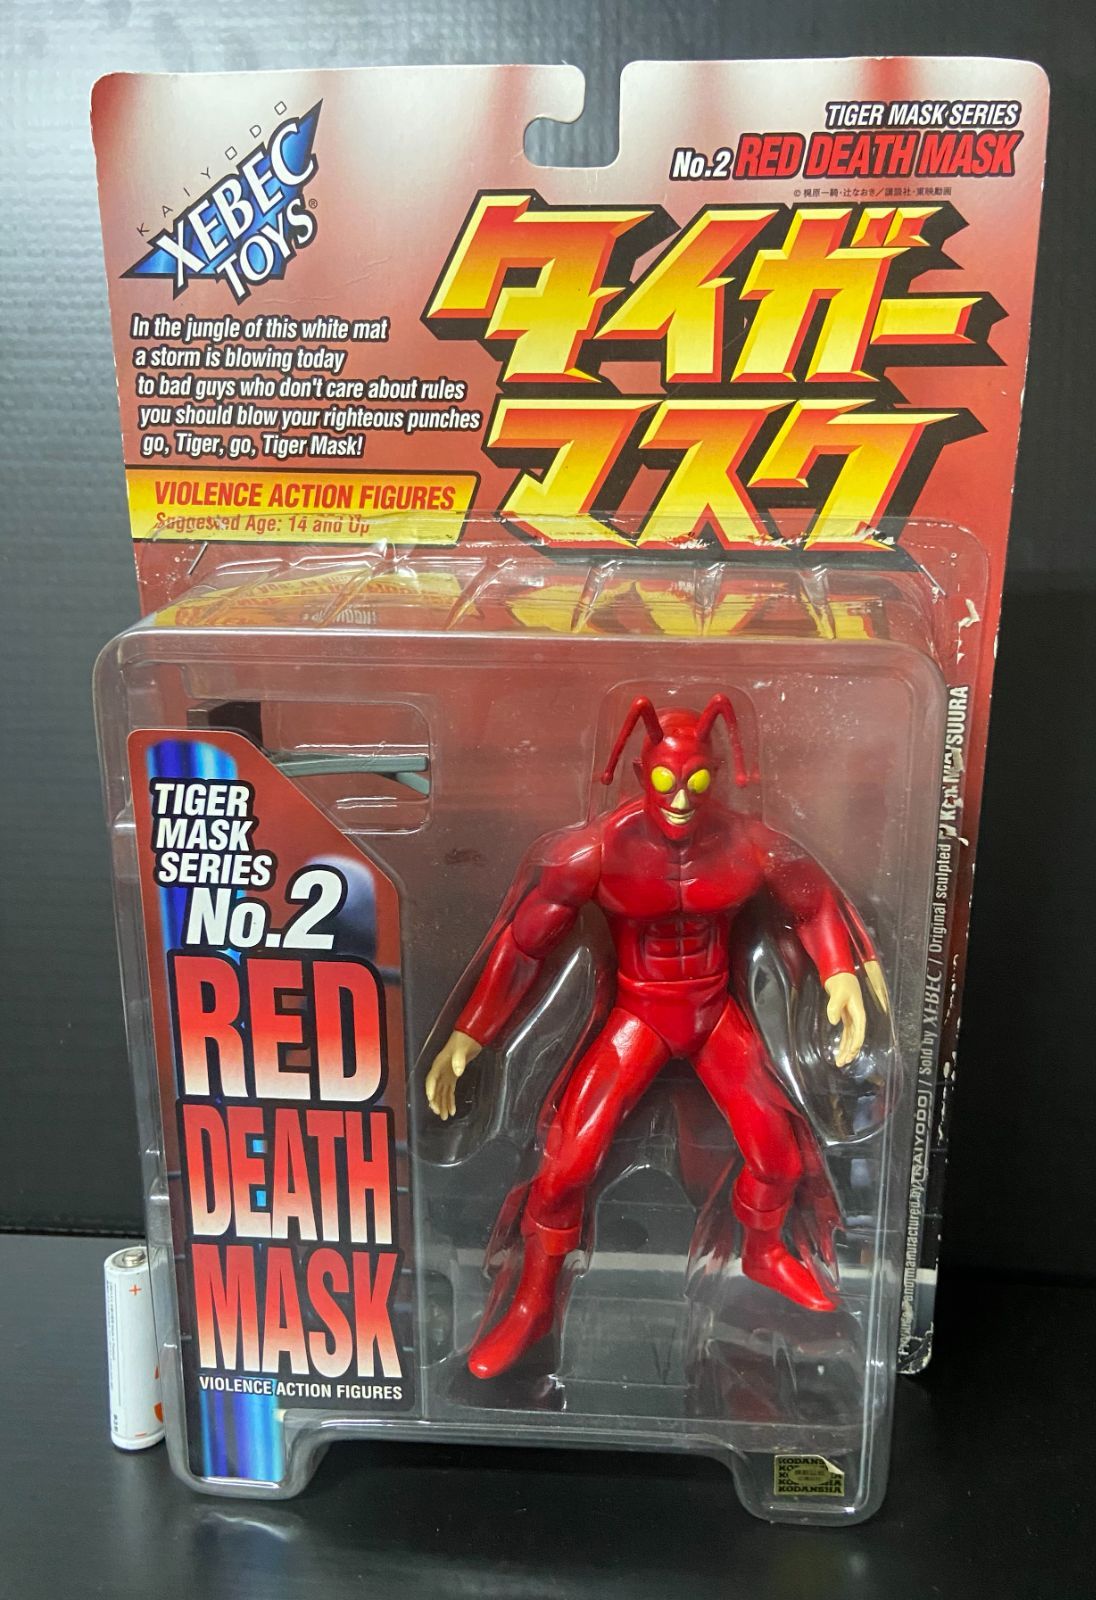 KAIYODO
XEBEC
TOYS®
TIGER MASK SERIES
No.2 RED DEATH MASK
© 梶原一騎・辻なおき／講談社・東映動画
タイガー
マスク
In the jungle of this white mat
a storm is blowing today
to bad guys who don't care about rules
you should blow your righteous punches
go, Tiger, go, Tiger Mask!
VIOLENCE ACTION FIGURES
Suggested Age: 14 and Up
TIGER
MASK
SERIES
No.2
RED
DEATH
MASK
VIOLENCE ACTION FIGURES
manufactured by KAIYODO / Sold by XEBEC / Original sculpted
KODANSHA
KODANSHA